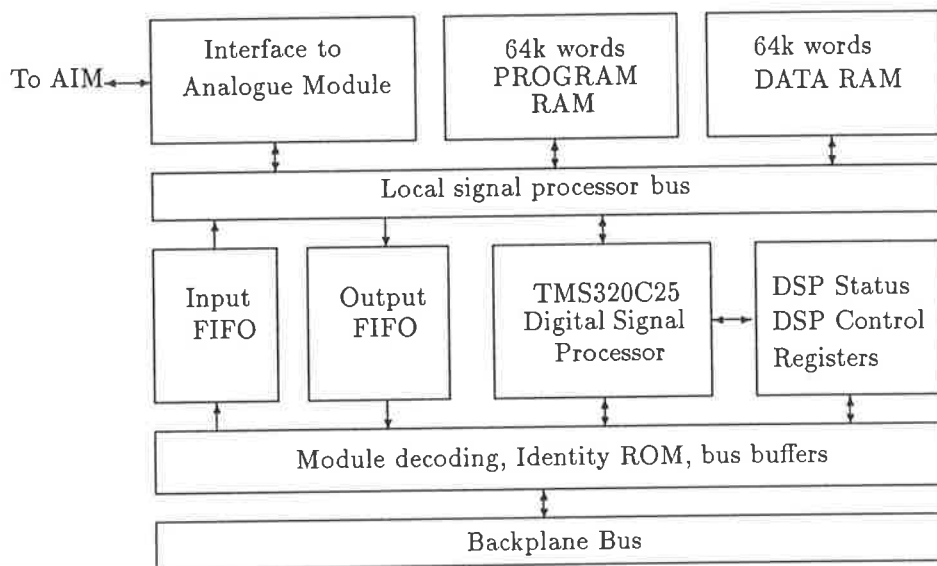 To AIM
Interface to
Analogue Module
64k words
PROGRAM
RAM
64k words
DATA RAM
Local signal processor bus
Input
FIFO
Output
FIFO
TMS320C25
Digital Signal
Processor
DSP Status
DSP Control
Registers
Module decoding, Identity ROM, bus buffers
Backplane Bus